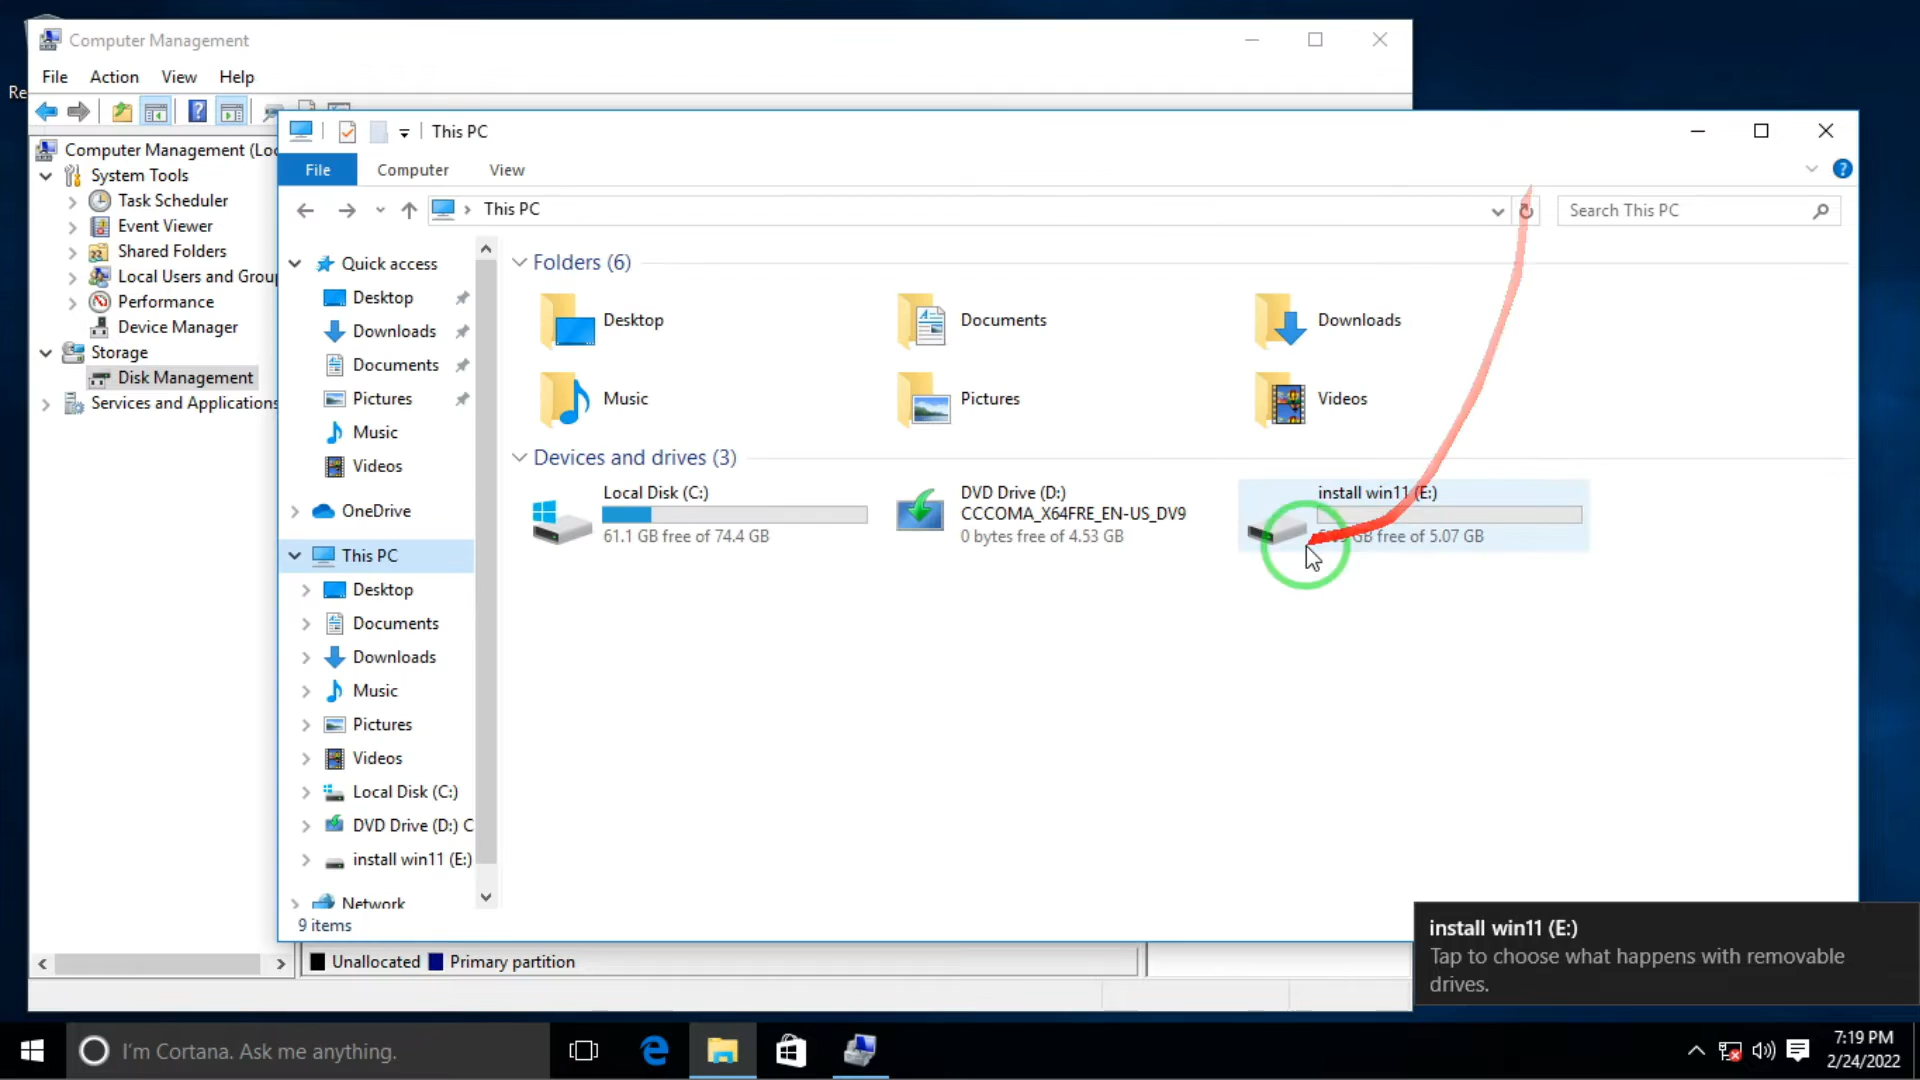 Computer Management
File Action View Help
Re
Computer Management (Loc
System Tools
Task Scheduler
Event Viewer
Shared Folders
Local Users and Group
Performance
Device Manager
Storage
Disk Management
Services and Applications
This PC
File Computer View
This PC
Search This PC
Quick access
Desktop
Downloads
Documents
Pictures
Music
Videos
OneDrive
This PC
Desktop
Documents
Downloads
Music
Pictures
Videos
Local Disk (C:)
DVD Drive (D:) C
install win11 (E:)
Network
9 items
Folders (6)
Desktop
Documents
Downloads
Music
Pictures
Videos
Devices and drives (3)
Local Disk (C:)
61.1 GB free of 74.4 GB
DVD Drive (D:)
CCCOMA_X64FRE_EN-US_DV9
0 bytes free of 4.53 GB
install win11 (E:)
GB free of 5.07 GB
Unallocated Primary partition
install win11 (E:)
Tap to choose what happens with removable
drives.
I'm Cortana. Ask me anything.
7:19 PM
2/24/2022